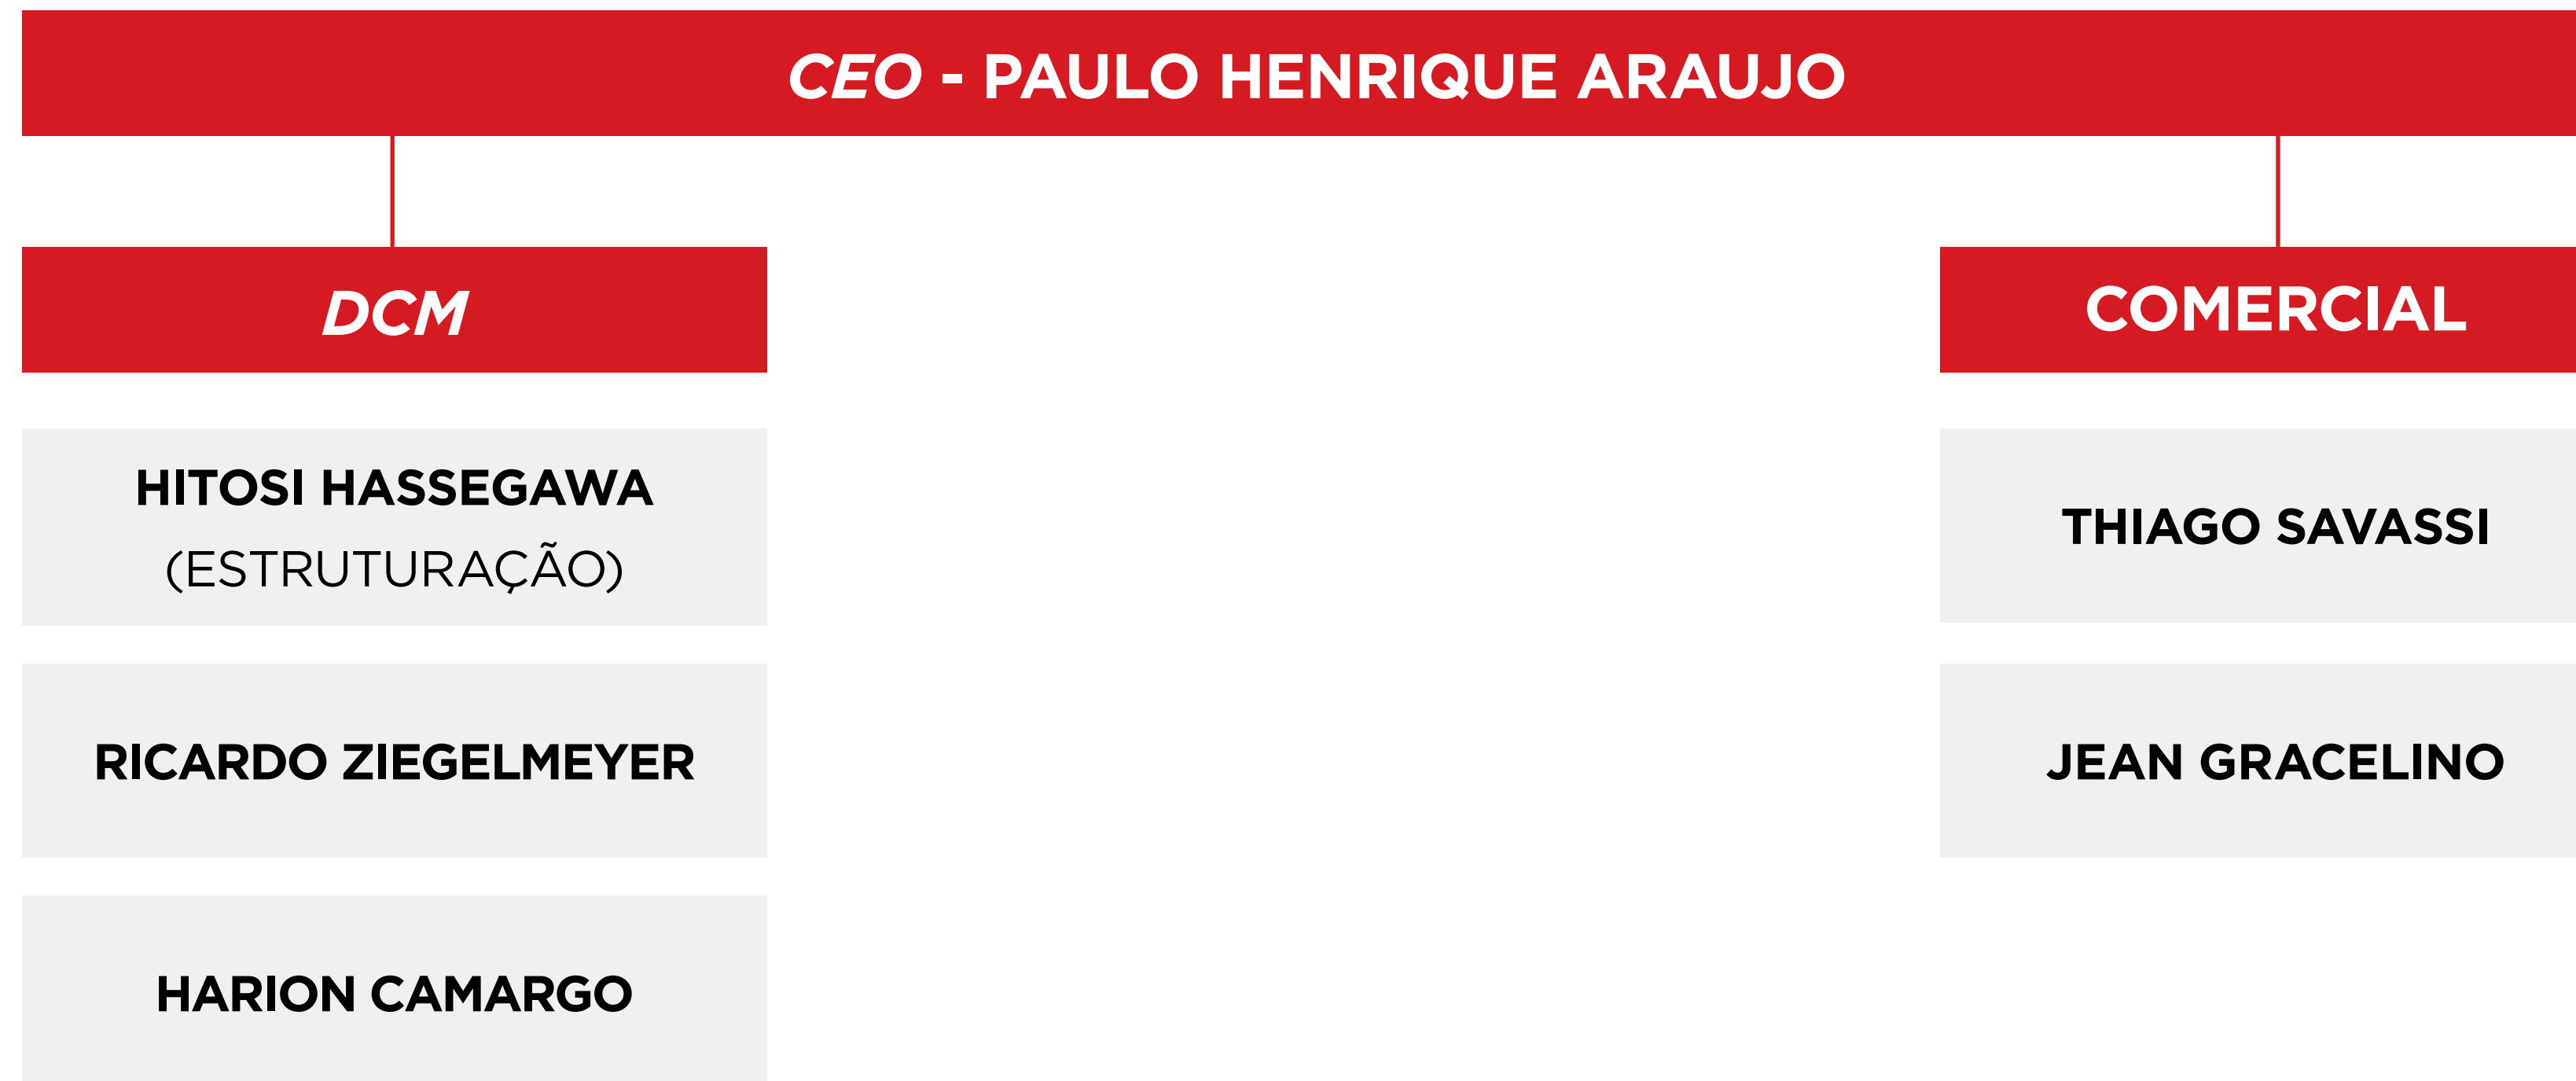 CEO - PAULO HENRIQUE ARAUJO
DCM
HITOSI HASSEGAWA
(ESTRUTURAÇÃO)
RICARDO ZIEGELMEYER
HARION CAMARGO
COMERCIAL
THIAGO SAVASSI
JEAN GRACELINO